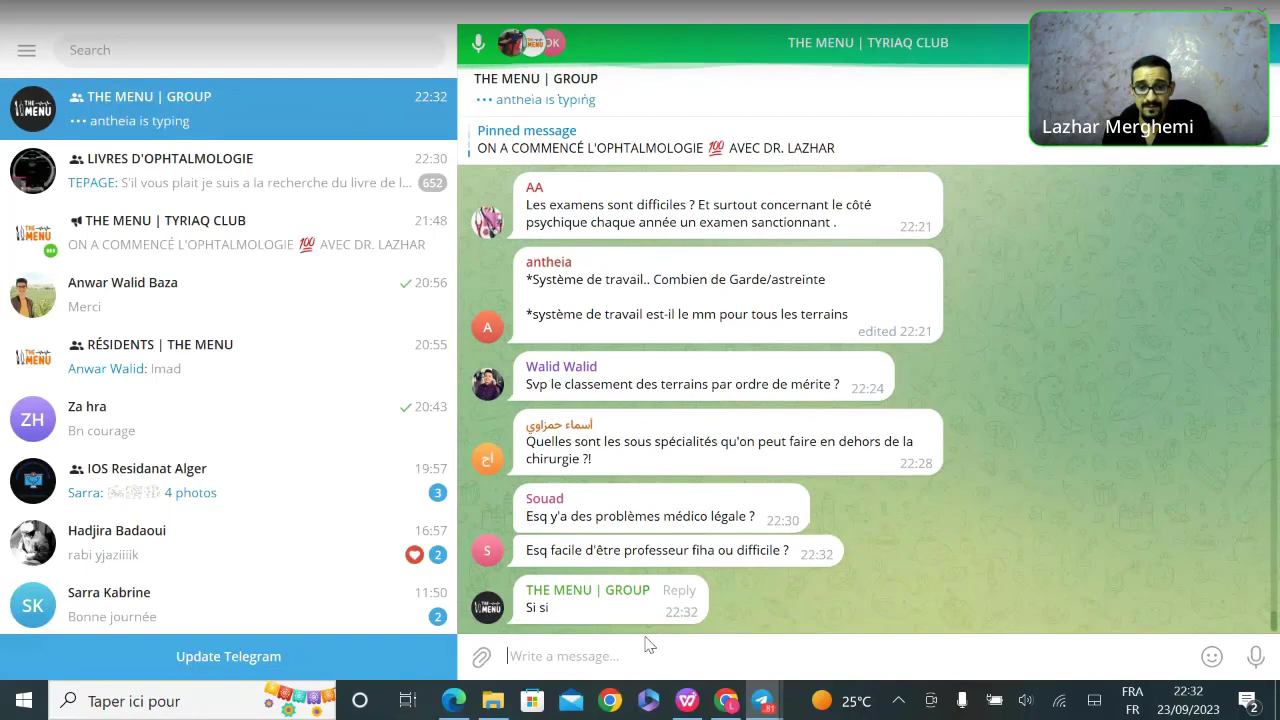 Search
THE MENU | GROUP
22:32
••• antheia is typing
LIVRES D'OPHTALMOLOGIE
22:30
TEPAGE: S'il vous plait je suis a la recherche du livre de l...
652
THE MENU | TYRIAQ CLUB
21:48
ON A COMMENCÉ L'OPHTALMOLOGIE 💯 AVEC DR. LAZHAR
Anwar Walid Baza
20:56
Merci
RÉSIDENTS | THE MENU
20:55
Anwar Walid: Imad
ZH
Za hra
20:43
Bn courage
IOS Residanat Alger
19:57
Sarra: 4 photos
3
Hadjira Badaoui
16:57
rabi yjaziiiik
2
SK
Sarra Kabrine
11:50
Bonne journée
2
Update Telegram
OK
THE MENU | TYRIAQ CLUB
THE MENU | GROUP
••• antheia is typing
Pinned message
ON A COMMENCÉ L'OPHTALMOLOGIE 💯 AVEC DR. LAZHAR
Lazhar Merghemi
AA
Les examens sont difficiles ? Et surtout concernant le côté
psychique chaque année un examen sanctionnant .
22:21
antheia
*Système de travail.. Combien de Garde/astreinte
*système de travail est-il le mm pour tous les terrains
edited 22:21
A
Walid Walid
Svp le classement des terrains par ordre de mérite ?
22:24
أسماء حمزاوي
Quelles sont les sous spécialités qu'on peut faire en dehors de la
chirurgie ?!
22:28
أح
Souad
Esq y'a des problèmes médico légale ?
22:30
S
Esq facile d'être professeur fiha ou difficile ?
22:32
THE MENU | GROUP Reply
Si si
22:32
Write a message...
Taper ici pour
25°C
FRA
FR
22:32
23/09/2023
2